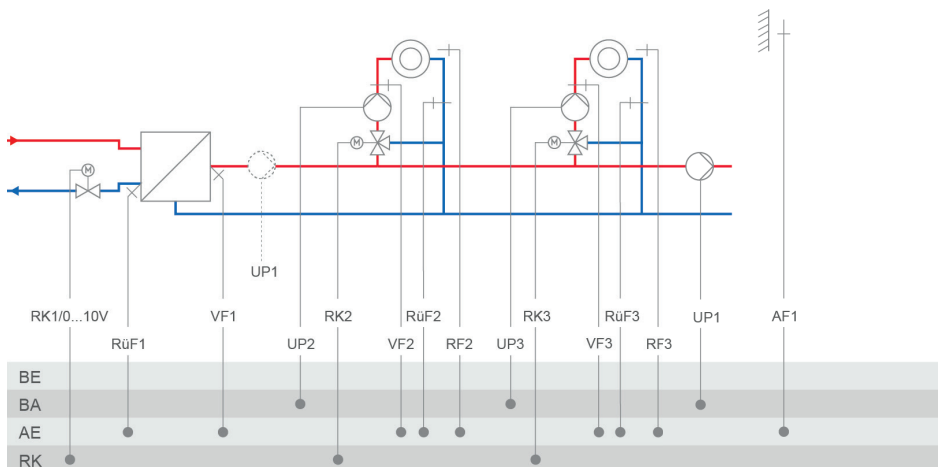 M
M
M
UP1
RK1/0...10V
VF1
RK2
RüF2
RK3
RüF3
UP1
AF1
RüF1
UP2
VF2
RF2
UP3
VF3
RF3
BE
BA
AE
RK